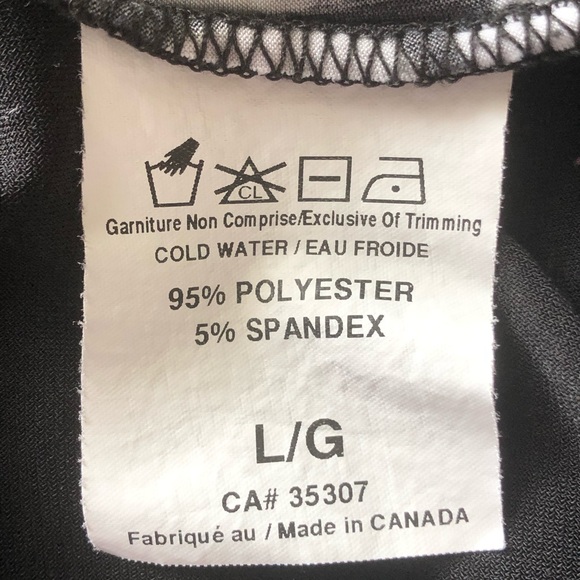 CL
Garniture Non Comprise/Exclusive Of Trimming
COLD WATER / EAU FROIDE
95% POLYESTER
5% SPANDEX
L/G
CA# 35307
Fabriqué au / Made in CANADA